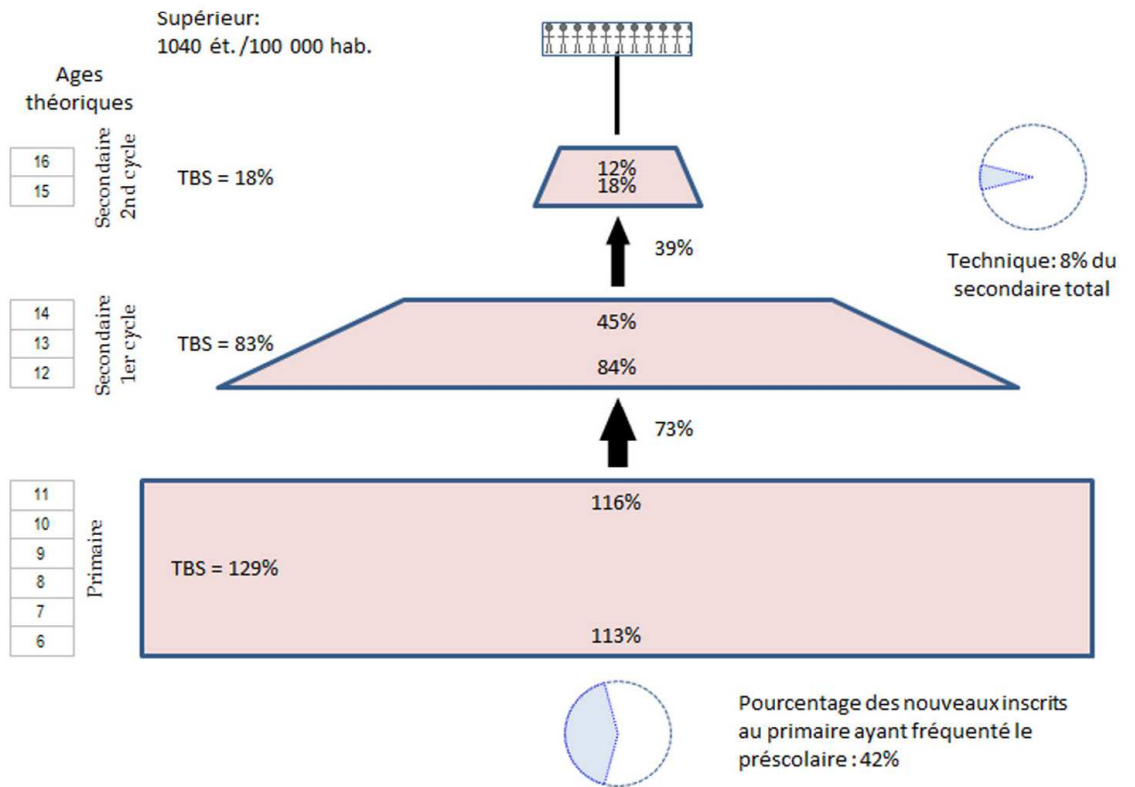 Supérieur:
1040 ét./100 000 hab.
Ages
théoriques
16
15
Secondaire
2nd cycle
TBS = 18%
12%
18%
39%
Technique: 8% du
secondaire total
14
13
12
Secondaire
1er cycle
TBS = 83%
45%
84%
73%
11
10
9
8
7
6
Primaire
TBS = 129%
116%
113%
Pourcentage des nouveaux inscrits
au primaire ayant fréquenté le
préscolaire : 42%